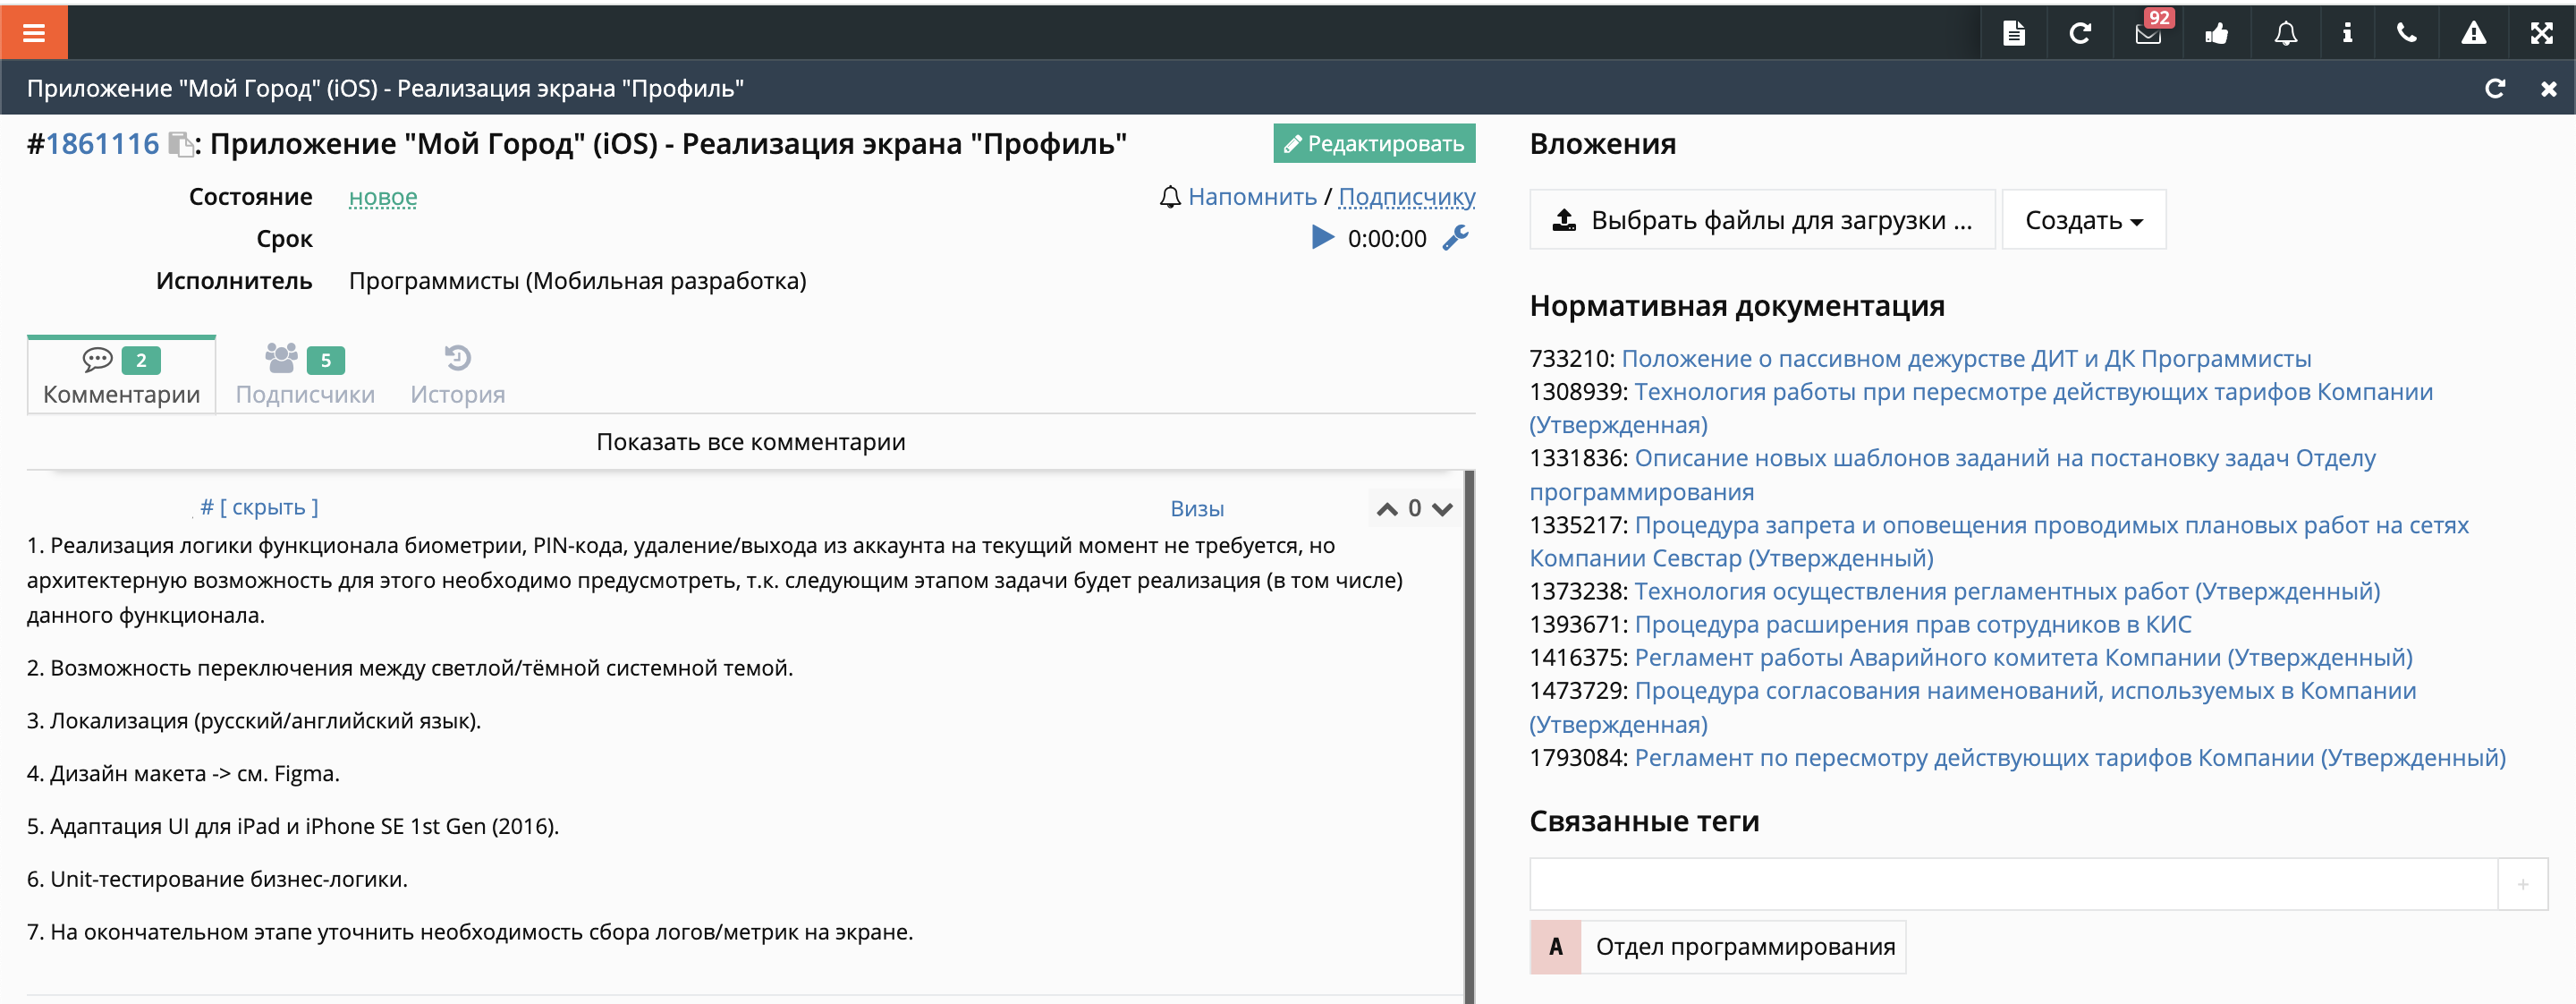 92
Приложение "Мой Город" (iOS) - Реализация экрана "Профиль"
#1861116 : Приложение "Мой Город" (iOS) - Реализация экрана "Профиль"
Редактировать
Состояние новое
Напомнить / Подписчику
Срок
0:00:00
Исполнитель Программисты (Мобильная разработка)
2
Комментарии
5
Подписчики
История
Показать все комментарии
# [ скрыть ]
Визы
0
1. Реализация логики функционала биометрии, PIN-кода, удаление/выхода из аккаунта на текущий момент не требуется, но
архитектерную возможность для этого необходимо предусмотреть, т.к. следующим этапом задачи будет реализация (в том числе)
данного функционала.
2. Возможность переключения между светлой/тёмной системной темой.
3. Локализация (русский/английский язык).
4. Дизайн макета -> см. Figma.
5. Адаптация UI для iPad и iPhone SE 1st Gen (2016).
6. Unit-тестирование бизнес-логики.
7. На окончательном этапе уточнить необходимость сбора логов/метрик на экране.
Вложения
Выбрать файлы для загрузки ...
Создать
Нормативная документация
733210: Положение о пассивном дежурстве ДИТ и ДК Программисты
1308939: Технология работы при пересмотре действующих тарифов Компании
(Утвержденная)
1331836: Описание новых шаблонов заданий на постановку задач Отделу
программирования
1335217: Процедура запрета и оповещения проводимых плановых работ на сетях
Компании Севстар (Утвержденный)
1373238: Технология осуществления регламентных работ (Утвержденный)
1393671: Процедура расширения прав сотрудников в КИС
1416375: Регламент работы Аварийного комитета Компании (Утвержденный)
1473729: Процедура согласования наименований, используемых в Компании
(Утвержденная)
1793084: Регламент по пересмотру действующих тарифов Компании (Утвержденный)
Связанные теги
+
A Отдел программирования